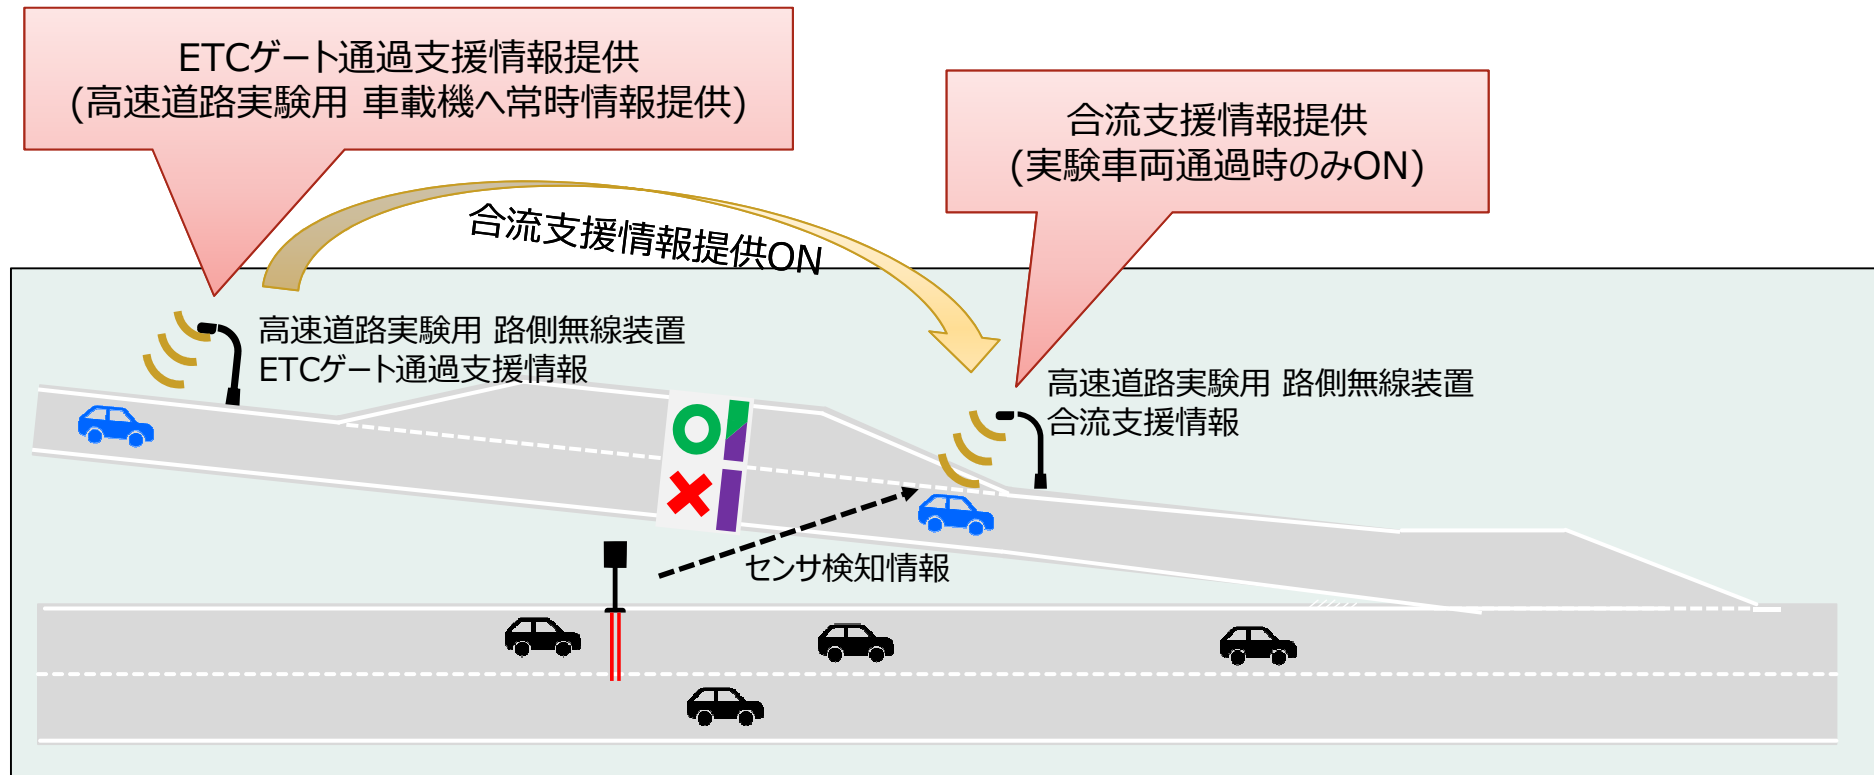 ETCゲート通過支援情報提供
(高速道路実験用 車載機へ常時情報提供)
合流支援情報提供
(実験車両通過時のみON)
合流支援情報提供ON
高速道路実験用 路側無線装置
ETCゲート通過支援情報
高速道路実験用 路側無線装置
合流支援情報
センサ検知情報